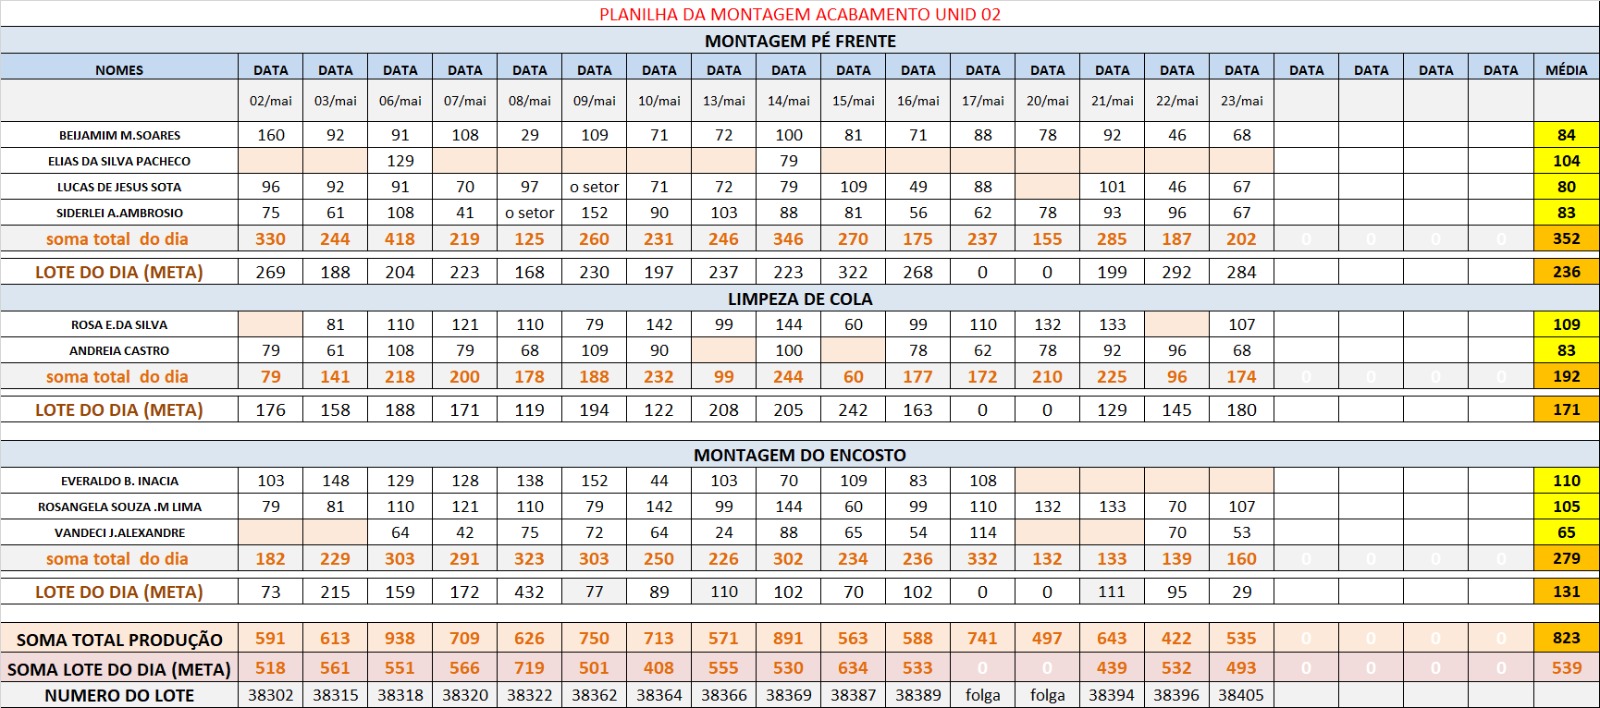 PLANILHA DA MONTAGEM ACABAMENTO UNID 02
MONTAGEM PÉ FRENTE
NOMES DATA DATA DATA DATA DATA DATA DATA DATA DATA DATA DATA DATA DATA DATA DATA DATA DATA DATA DATA DATA MÉDIA
02/mai 03/mai 06/mai 07/mai 08/mai 09/mai 10/mai 13/mai 14/mai 15/mai 16/mai 17/mai 20/mai 21/mai 22/mai 23/mai
BEIJAMIM M.SOARES 160 92 91 108 29 109 71 72 100 81 71 88 78 92 46 68 84
ELIAS DA SILVA PACHECO 129 79 104
LUCAS DE JESUS SOTA 96 92 91 70 97 o setor 71 72 79 109 49 88 101 46 67 80
SIDERLEI A.AMBROSIO 75 61 108 41 o setor 152 90 103 88 81 56 62 78 93 96 67 83
soma total do dia 330 244 418 219 125 260 231 246 346 270 175 237 155 285 187 202 0 0 0 0 352
LOTE DO DIA (META) 269 188 204 223 168 230 197 237 223 322 268 0 0 199 292 284 236
LIMPEZA DE COLA
ROSA E.DA SILVA 81 110 121 110 79 142 99 144 60 99 110 132 133 107 109
ANDREIA CASTRO 79 61 108 79 68 109 90 100 78 62 78 92 96 68 83
soma total do dia 79 141 218 200 178 188 232 99 244 60 177 172 210 225 96 174 0 0 0 0 192
LOTE DO DIA (META) 176 158 188 171 119 194 122 208 205 242 163 0 0 129 145 180 171
MONTAGEM DO ENCOSTO
EVERALDO B. INACIA 103 148 129 128 138 152 44 103 70 109 83 108 110
ROSANGELA SOUZA .M LIMA 79 81 110 121 110 79 142 99 144 60 99 110 132 133 70 107 105
VANDECI J.ALEXANDRE 64 42 75 72 64 24 88 65 54 114 70 53 65
soma total do dia 182 229 303 291 323 303 250 226 302 234 236 332 132 133 139 160 0 0 0 0 279
LOTE DO DIA (META) 73 215 159 172 432 77 89 110 102 70 102 0 0 111 95 29 131
SOMA TOTAL PRODUÇÃO 591 613 938 709 626 750 713 571 891 563 588 741 497 643 422 535 0 0 0 0 823
SOMA LOTE DO DIA (META) 518 561 551 566 719 501 408 555 530 634 533 0 0 439 532 493 0 0 0 0 539
NUMERO DO LOTE 38302 38315 38318 38320 38322 38362 38364 38366 38369 38387 38389 folga folga 38394 38396 38405